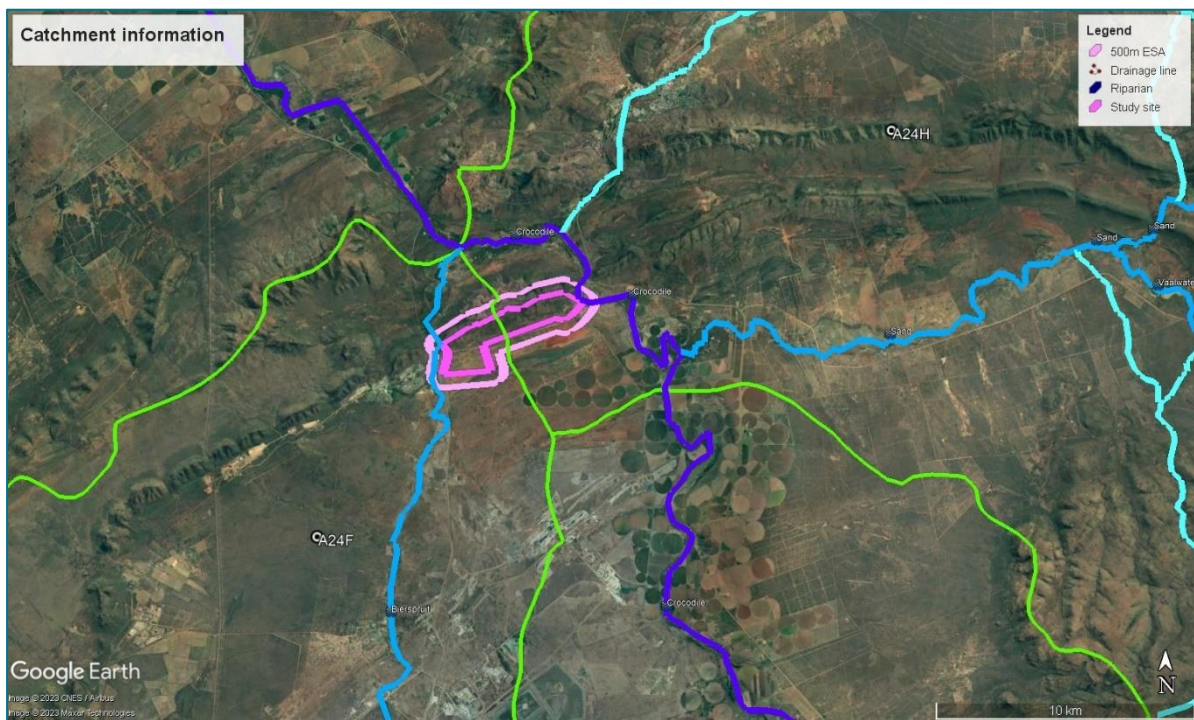 Catchment information
Legend
500m ESA
Drainage line
Riparian
Study site
A24H
Crocodile
Sand
Sand
Vaalwater
Crocodile
Sand
A24F
Bierspruit
Crocodile
Google Earth
Image © 2023 CNES / Airbus
Image © 2023 Maxar Technologies
10 km
N